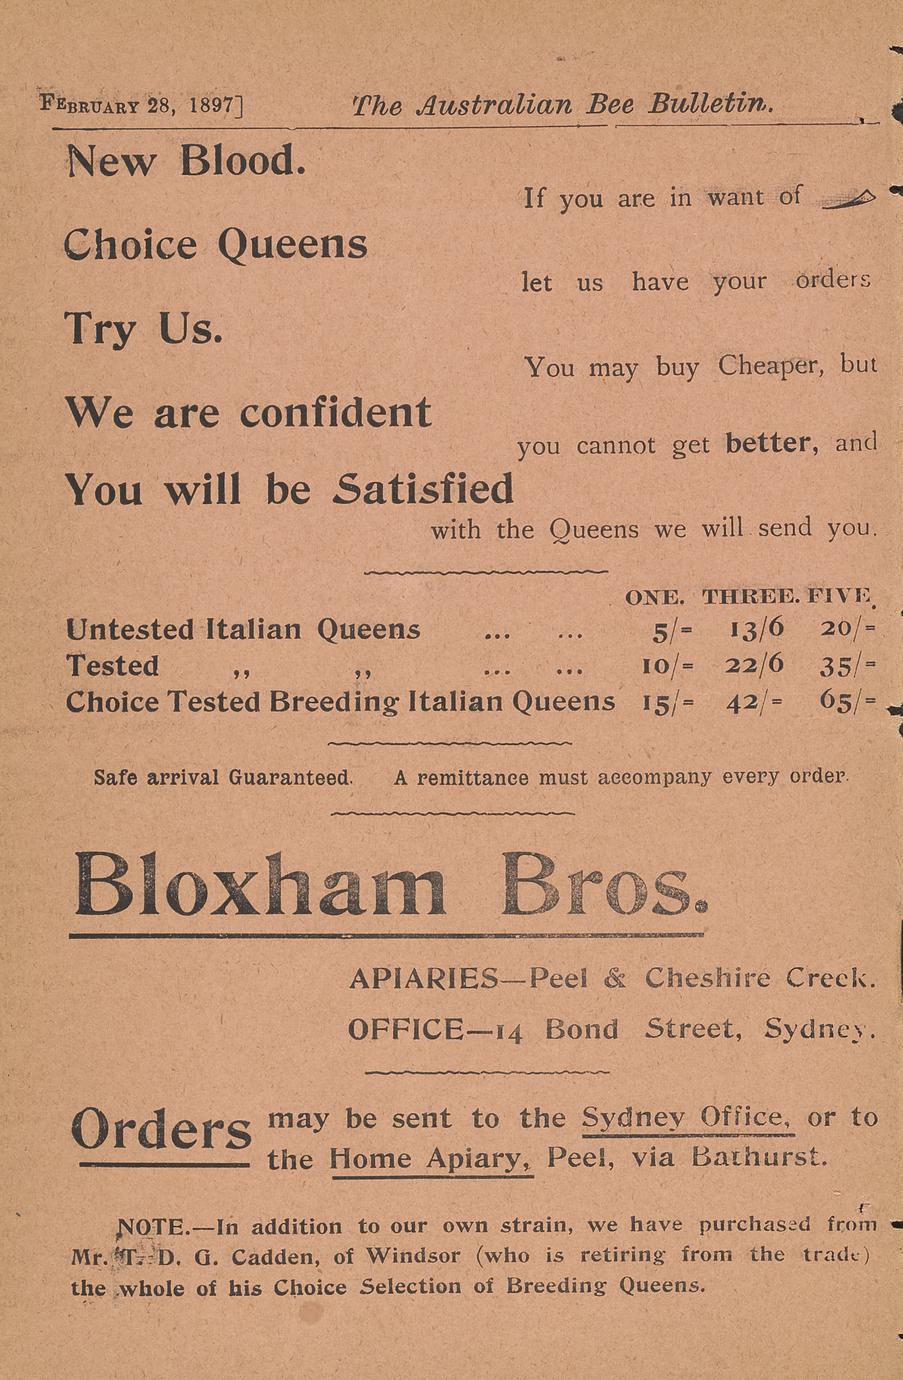 FEBRUARY 28, 1897] The Australian Bee Bulletin.
New Blood.
If you are in want of
Choice Queens
let us have your orders
Try Us.
You may buy Cheaper, but
We are confident
you cannot get better, and
You will be Satisfied
with the Queens we will send you.
ONE. THREE. FIVE.
Untested Italian Queens ... ... 5/= 13/6 20/=
Tested ,, ,, ... ... 10/= 22/6 35/=
Choice Tested Breeding Italian Queens 15/= 42/= 65/=
Safe arrival Guaranteed. A remittance must accompany every order.
Bloxham Bros.
APIARIES—Peel & Cheshire Creek.
OFFICE—14 Bond Street, Sydney.
Orders may be sent to the Sydney Office, or to
the Home Apiary, Peel, via Bathurst.
NOTE.—In addition to our own strain, we have purchased from
Mr. T. D. G. Cadden, of Windsor (who is retiring from the trade)
the whole of his Choice Selection of Breeding Queens.